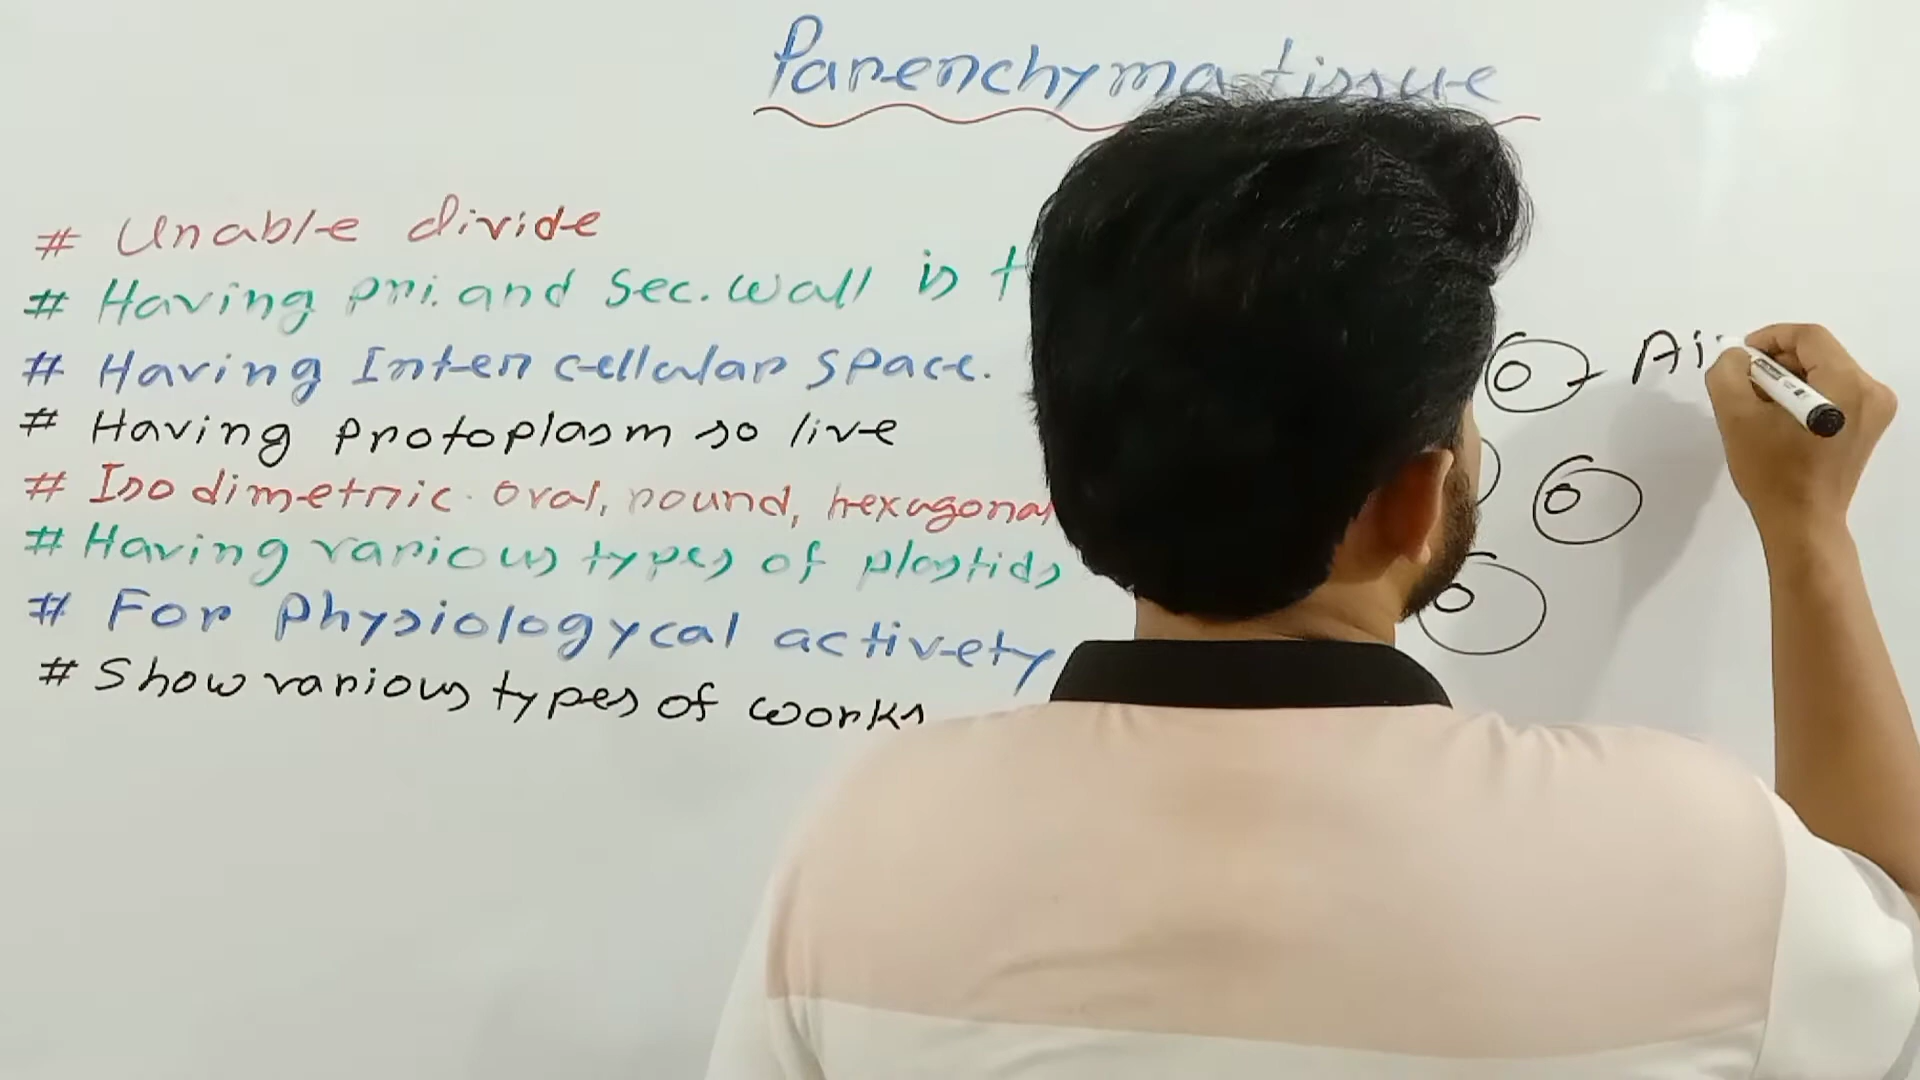 Parenchyma tissue
# Unable divide
# Having pri. and Sec. wall is
# Having Inter cellular space.
# Having protoplasm so live
# Iso dimetric. oval, round, hexagonal
# Having various types of plastids
# For Physiologycal activety
# Show various types of works
Ai